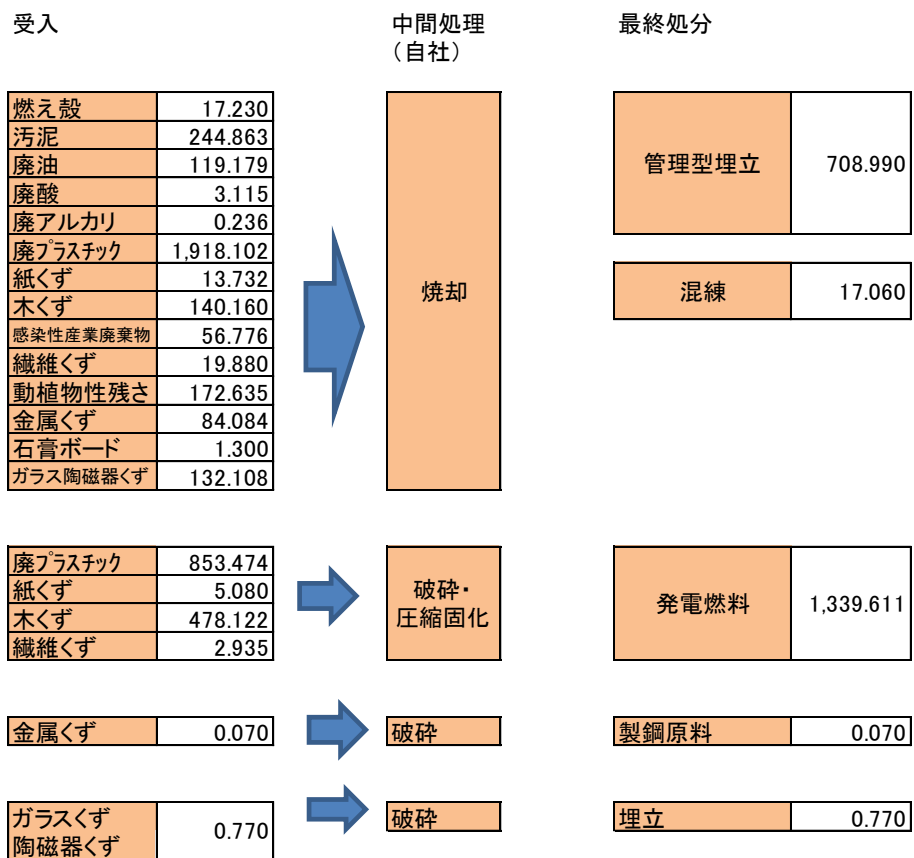 受入 中間処理 最終処分
（自社）
燃え殻 17.230
汚泥 244.863
廃油 119.179
廃酸 3.115
廃アルカリ 0.236
廃プラスチック 1,918.102
紙くず 13.732
木くず 140.160
感染性産業廃棄物 56.776
繊維くず 19.880
動植物性残さ 172.635
金属くず 84.084
石膏ボード 1.300
ガラス陶磁器くず 132.108
焼却
管理型埋立 708.990
混練 17.060
廃プラスチック 853.474
紙くず 5.080
木くず 478.122
繊維くず 2.935
破砕・
圧縮固化
発電燃料 1,339.611
金属くず 0.070 破砕 製鋼原料 0.070
ガラスくず
陶磁器くず 0.770 破砕 埋立 0.770